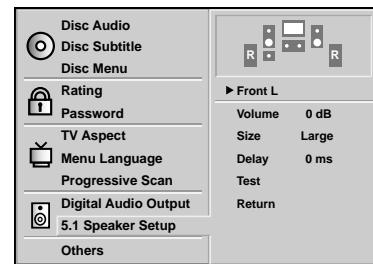 Disc Audio
Disc Subtitle
Disc Menu
Rating
Password
TV Aspect
Menu Language
Progressive Scan
Digital Audio Output
5.1 Speaker Setup
Others
R R
Front L
Volume 0 dB
Size Large
Delay 0 ms
Test
Return